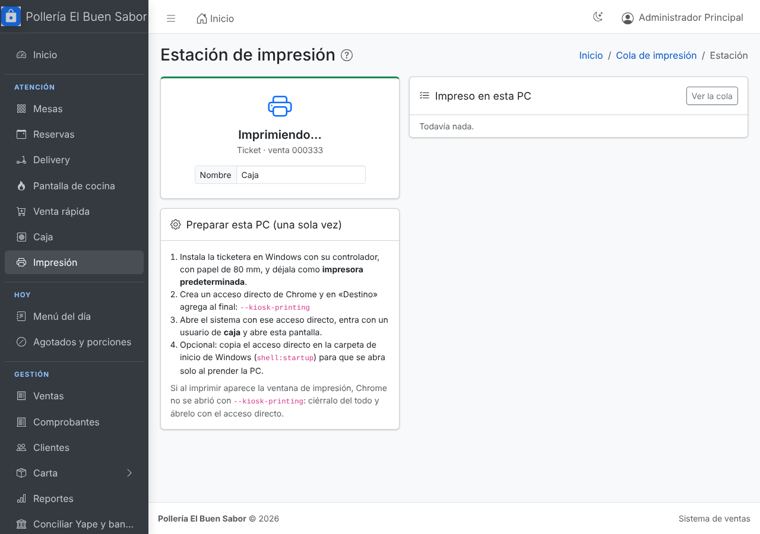 Pollería El Buen Sabor
Inicio
Administrador Principal
Inicio
ATENCIÓN
Mesas
Reservas
Delivery
Pantalla de cocina
Venta rápida
Caja
Impresión
HOY
Menú del día
Agotados y porciones
GESTIÓN
Ventas
Comprobantes
Clientes
Carta
Reportes
Conciliar Yape y ban...
Estación de impresión
Inicio / Cola de impresión / Estación
Imprimiendo...
Ticket · venta 000333
Nombre Caja
Preparar esta PC (una sola vez)
1. Instala la ticketera en Windows con su controlador,
con papel de 80 mm, y déjala como impresora
predeterminada.
2. Crea un acceso directo de Chrome y en «Destino»
agrega al final: --kiosk-printing
3. Abre el sistema con ese acceso directo, entra con un
usuario de caja y abre esta pantalla.
4. Opcional: copia el acceso directo en la carpeta de
inicio de Windows (shell:startup) para que se abra
solo al prender la PC.
Si al imprimir aparece la ventana de impresión, Chrome
no se abrió con --kiosk-printing: ciérralo del todo y
ábrelo con el acceso directo.
Impreso en esta PC
Ver la cola
Todavía nada.
Pollería El Buen Sabor © 2026
Sistema de ventas